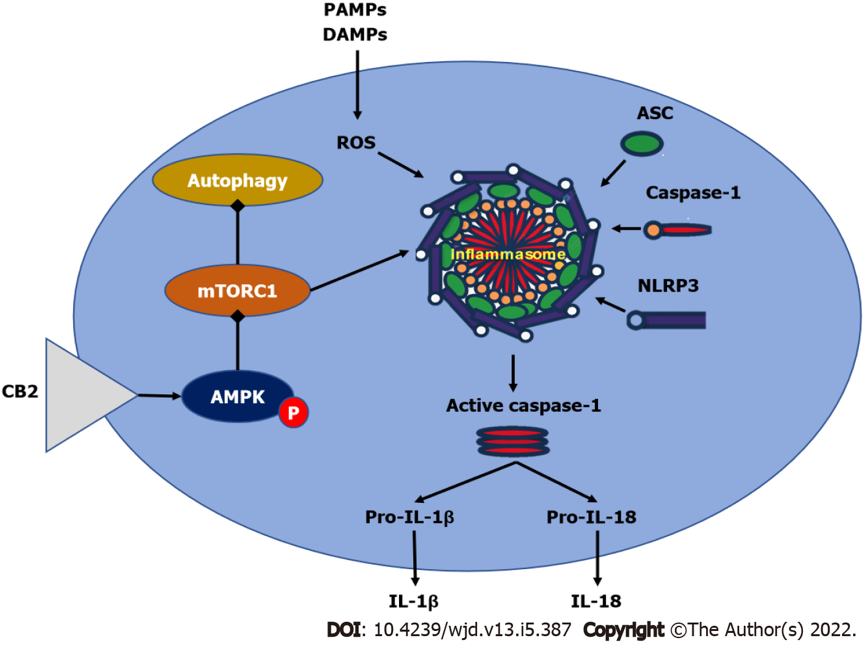 PAMPs
DAMPs
ROS
ASC
Autophagy
Caspase-1
Inflammasome
mTORC1
NLRP3
CB2
AMPK
P
Active caspase-1
Pro-IL-1β
Pro-IL-18
IL-1β
IL-18
DOI: 10.4239/wjd.v13.i5.387 Copyright ©The Author(s) 2022.